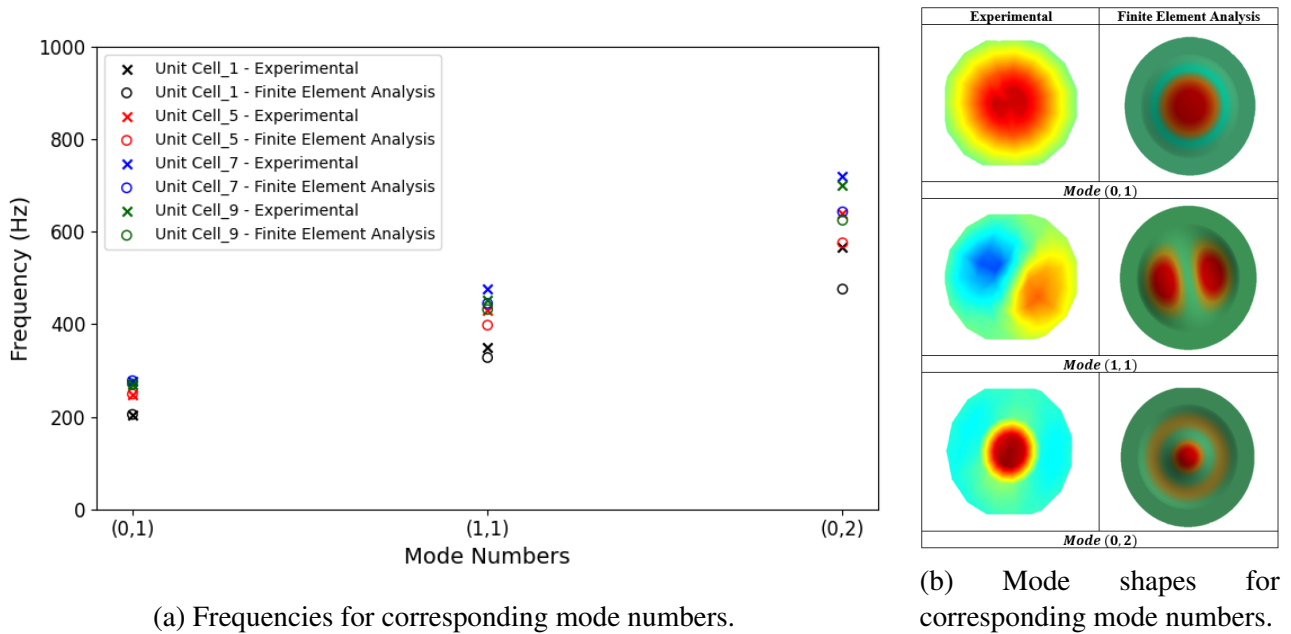 1000
800
600
400
200
0
Frequency (Hz)
Unit Cell_1 - Experimental
Unit Cell_1 - Finite Element Analysis
Unit Cell_5 - Experimental
Unit Cell_5 - Finite Element Analysis
Unit Cell_7 - Experimental
Unit Cell_7 - Finite Element Analysis
Unit Cell_9 - Experimental
Unit Cell_9 - Finite Element Analysis
(0,1) (1,1) (0,2)
Mode Numbers
(a) Frequencies for corresponding mode numbers.
Experimental Finite Element Analysis
Mode (0, 1)
Mode (1, 1)
Mode (0, 2)
(b) Mode shapes for
corresponding mode numbers.